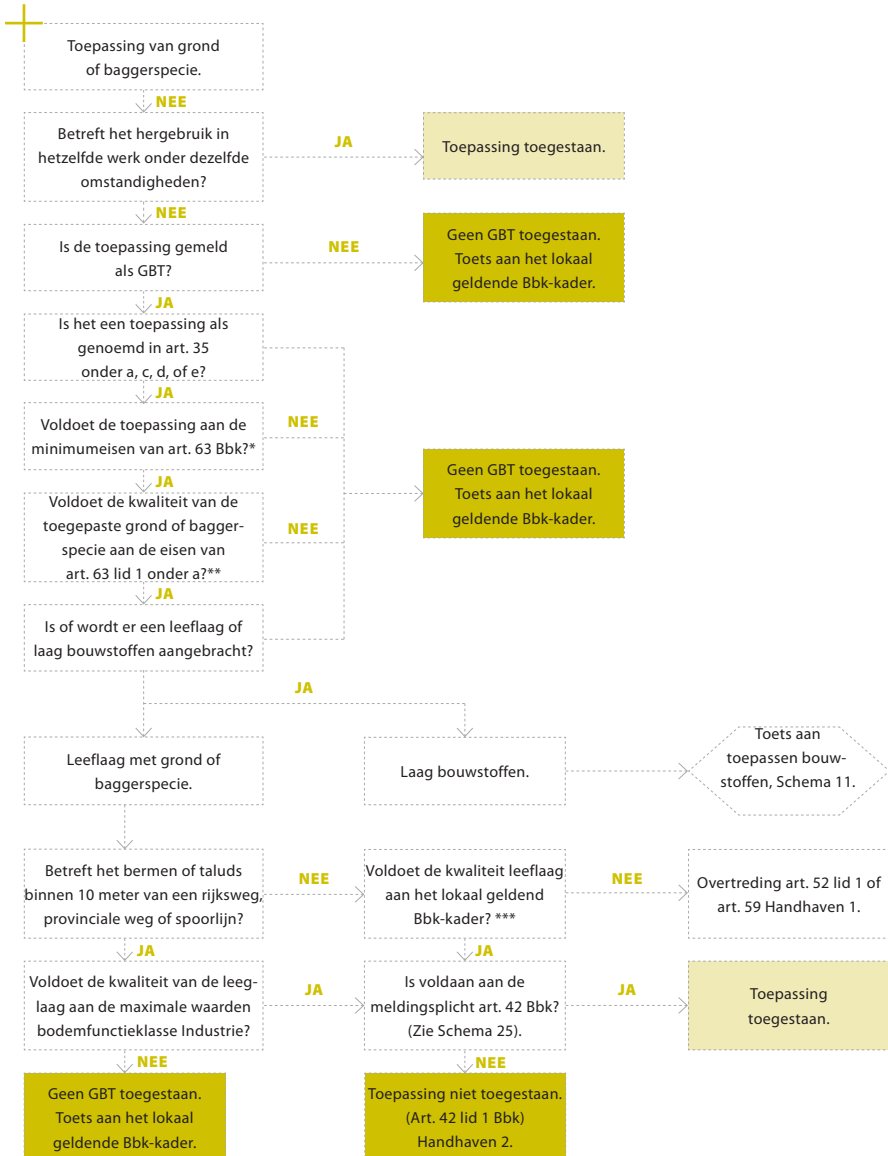 Toepassing van grond
of baggerspecie.
NEE
Betreft het hergebruik in
hetzelfde werk onder dezelfde
omstandigheden?
JA
Toepassing toegestaan.
NEE
Is de toepassing gemeld
als GBT?
NEE
Geen GBT toegestaan.
Toets aan het lokaal
geldende Bbk-kader.
JA
Is het een toepassing als
genoemd in art. 35
onder a, c, d, of e?
JA
Voldoet de toepassing aan de
minimumeisen van art. 63 Bbk?*
NEE
JA
Voldoet de kwaliteit van de
toegepaste grond of bagger-
specie aan de eisen van
art. 63 lid 1 onder a?**
NEE
Geen GBT toegestaan.
Toets aan het lokaal
geldende Bbk-kader.
JA
Is of wordt er een leeflaag of
laag bouwstoffen aangebracht?
JA
Leeflaag met grond of
baggerspecie.
Laag bouwstoffen.
Toets aan
toepassen bouw-
stoffen, Schema 11.
Betreft het bermen of taluds
binnen 10 meter van een rijksweg,
provinciale weg of spoorlijn?
NEE
Voldoet de kwaliteit leeflaag
aan het lokaal geldend
Bbk-kader? ***
NEE
Overtreding art. 52 lid 1 of
art. 59 Handhaven 1.
JA
JA
Voldoet de kwaliteit van de leeg-
laag aan de maximale waarden
bodemfunctieklasse Industrie?
JA
Is voldaan aan de
meldingsplicht art. 42 Bbk?
(Zie Schema 25).
JA
Toepassing
toegestaan.
NEE
NEE
Geen GBT toegestaan.
Toets aan het lokaal
geldende Bbk-kader.
Toepassing niet toegestaan.
(Art. 42 lid 1 Bbk)
Handhaven 2.